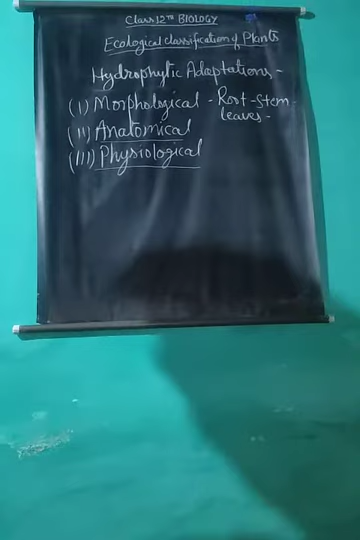 Class 12TH BIOLOGY
Ecological classification of Plants
Hydrophytic Adaptations -
(I) Morphological - Root - Stem -
leaves -
(II) Anatomical
(III) Physiological